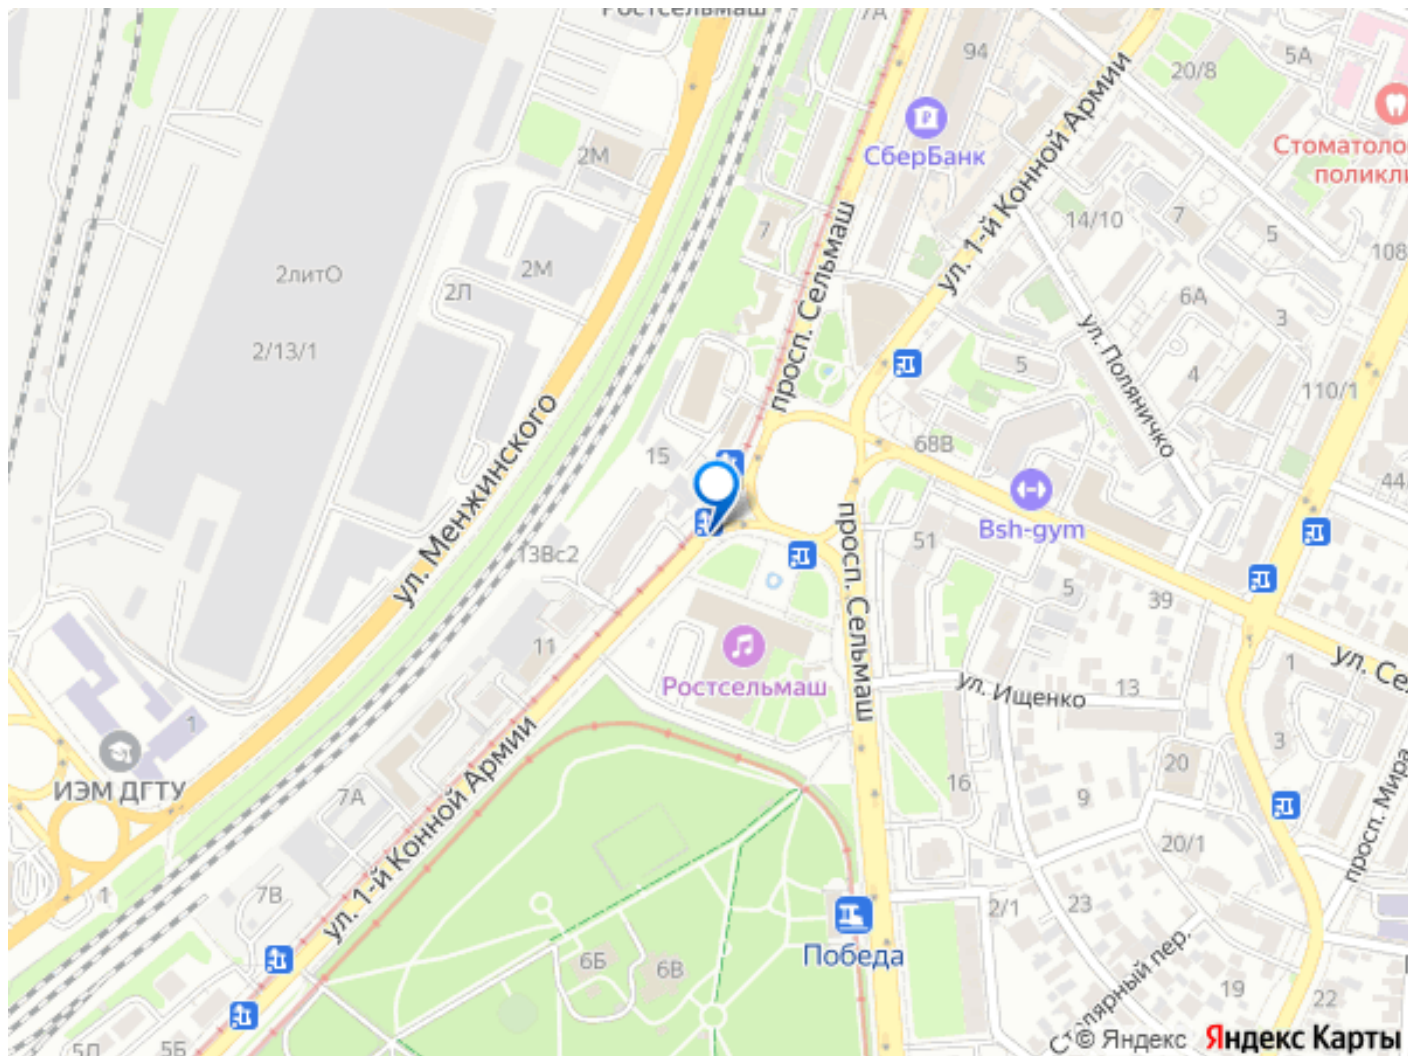 Ростсельмаш
7А
94
20/8
5А
СберБанк
ул. 1-й Конной Армии
2М
Стоматоло
поликли
14/10
7
7
5
просп. Сельмаш
108
2литО
2М
2Л
6А
3
2/13/1
5
ул. Поляничко
4
110/1
ул. Менжинского
15
68В
44
Bsh-gym
просп. Сельмаш
51
13Вс2
5
39
11
Ростсельмаш
1
ул. Се
ул. Ищенко
13
1
3
ИЭМ ДГТУ
7А
ул. 1-й Конной Армии
16
20
9
просп. Мира
20/1
1
7В
2/1
23
Победа
6Б
6В
19
22
5Л
5Б
© Яндекс
Яндекс Карты